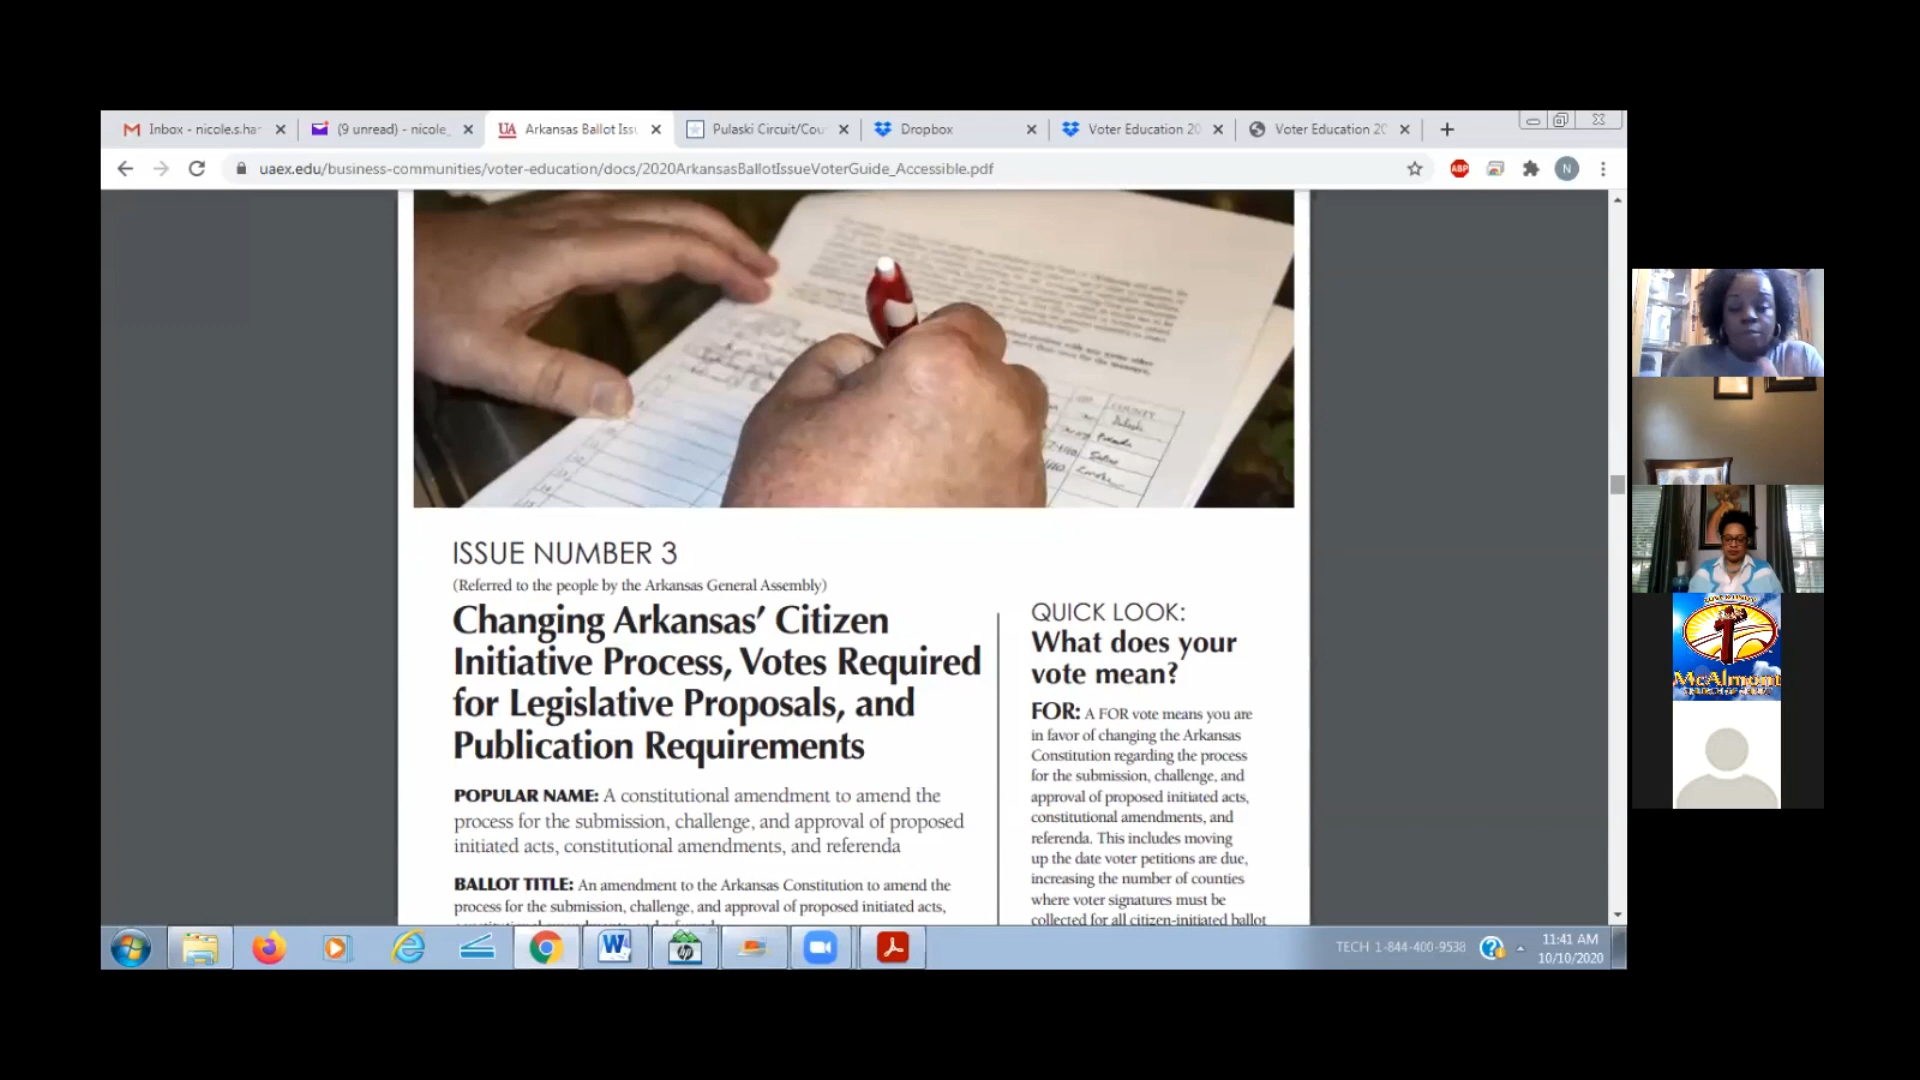 Inbox - nicole.s.ha
(9 unread) - nicole_
UA Arkansas Ballot Iss
Pulaski Circuit/Cou
Dropbox
Voter Education 20
Voter Education 20
uaex.edu/business-communities/voter-education/docs/2020ArkansasBallotIssueVoterGuide_Accessible.pdf
ABP
N
COUNTY
ISSUE NUMBER 3
(Referred to the people by the Arkansas General Assembly)
Changing Arkansas’ Citizen
Initiative Process, Votes Required
for Legislative Proposals, and
Publication Requirements
POPULAR NAME: A constitutional amendment to amend the
process for the submission, challenge, and approval of proposed
initiated acts, constitutional amendments, and referenda
BALLOT TITLE: An amendment to the Arkansas Constitution to amend the
process for the submission, challenge, and approval of proposed initiated acts,
QUICK LOOK:
What does your
vote mean?
FOR: A FOR vote means you are
in favor of changing the Arkansas
Constitution regarding the process
for the submission, challenge, and
approval of proposed initiated acts,
constitutional amendments, and
referenda. This includes moving
up the date voter petitions are due,
increasing the number of counties
where voter signatures must be
collected for all citizen-initiated ballot
McAlmont
CHURCH OF CHRIST
TECH 1-844-400-9538
11:41 AM
10/10/2020